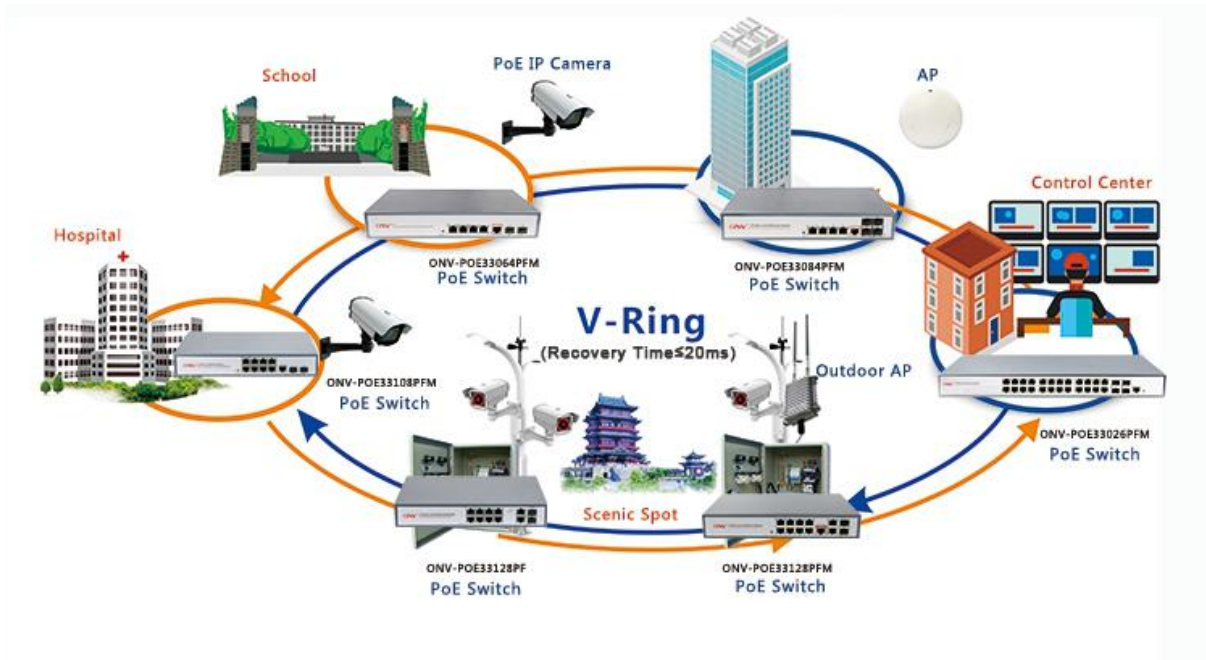 School
PoE IP Camera
AP
Control Center
Hospital
ONV-POE33064PFM
PoE Switch
ONV-POE33084PFM
PoE Switch
V-Ring
(Recovery Time≤20ms)
Outdoor AP
ONV-POE33108PFM
PoE Switch
ONV-POE33026PFM
PoE Switch
Scenic Spot
ONV-POE33128PF
PoE Switch
ONV-POE33128PFM
PoE Switch